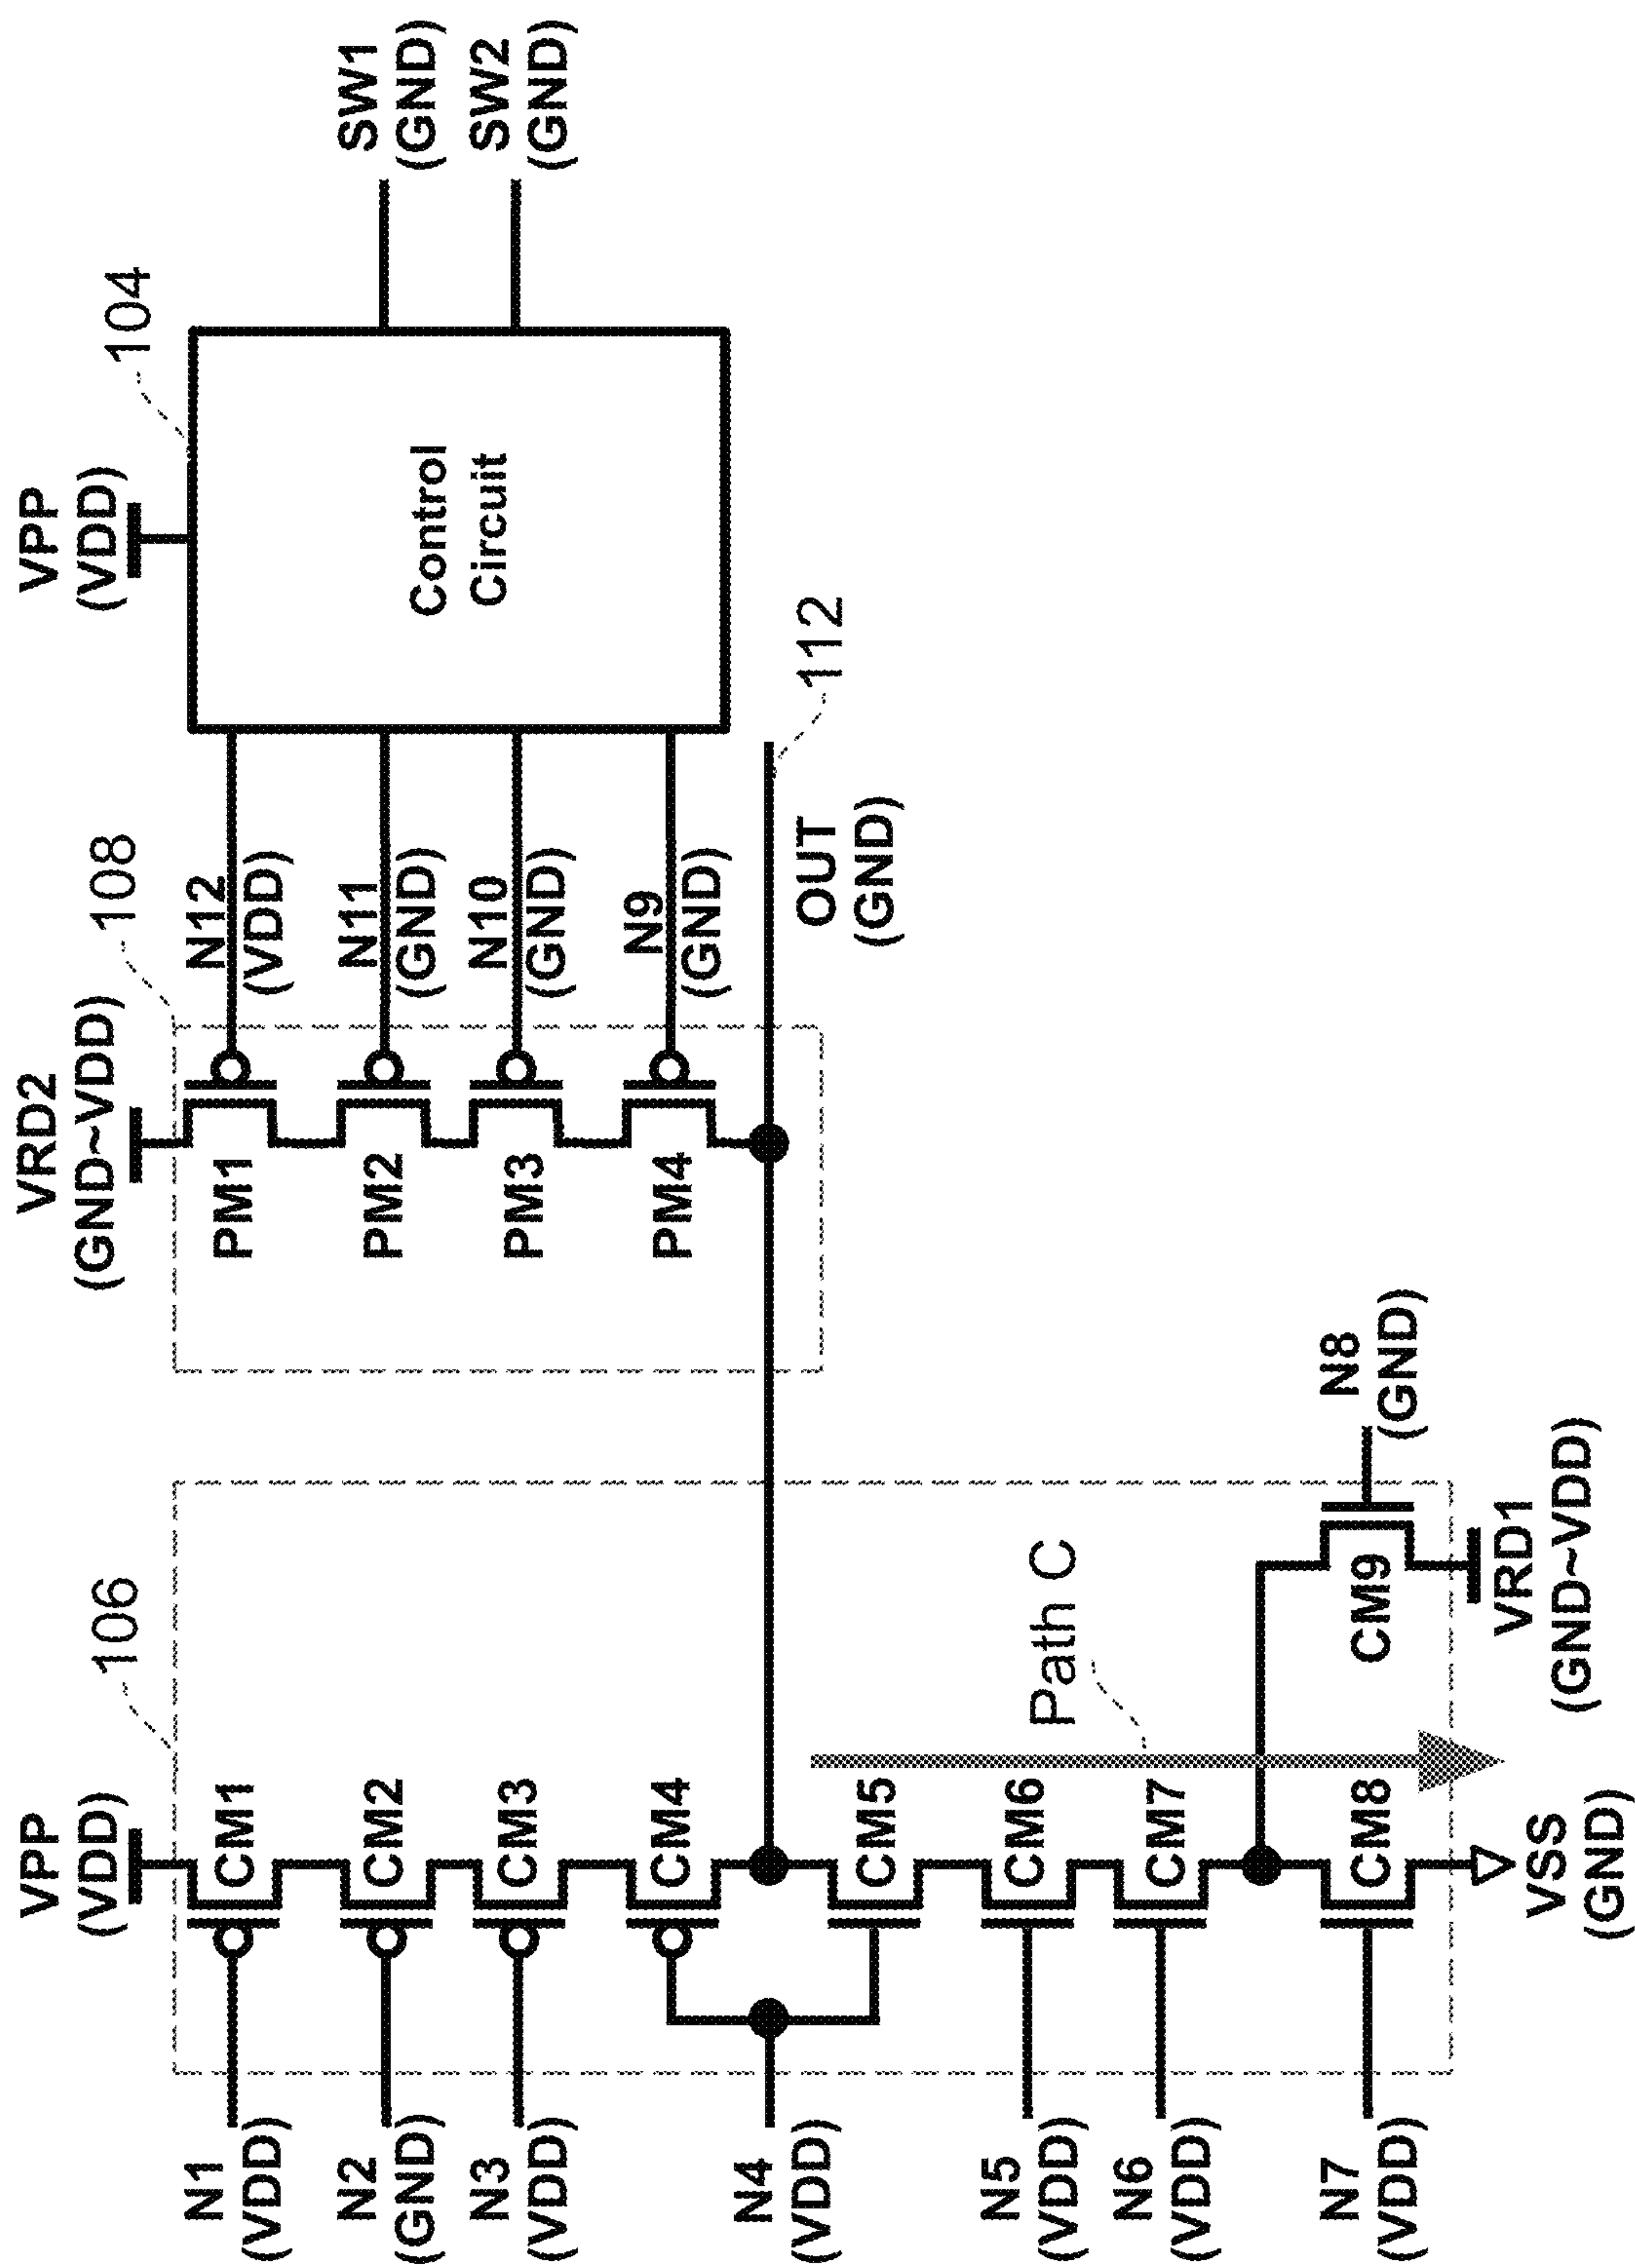 VPP
(VDD)
106
N1
(VDD)
CM1
N2
(GND)
CM2
N3
(VDD)
CM3
CM4
N4
(VDD)
CM5
N5
(VDD)
CM6
N6
(VDD)
CM7
N7
(VDD)
CM8
VSS
(GND)
Path C
N8
(GND)
CM9
VRD1
(GND~VDD)
VRD2
(GND~VDD)
108
PM1
N12
(VDD)
PM2
N11
(GND)
PM3
N10
(GND)
PM4
N9
(GND)
OUT
(GND)
112
VPP
(VDD)
104
Control
Circuit
SW1
(GND)
SW2
(GND)